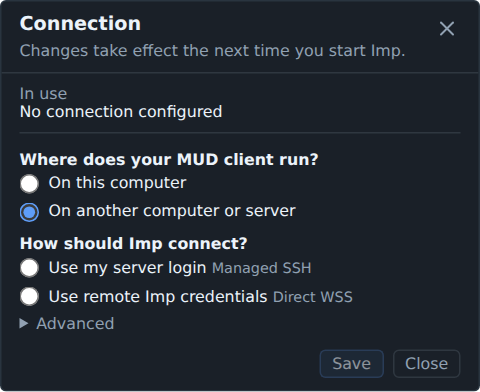 Connection
Changes take effect the next time you start Imp.
In use
No connection configured
Where does your MUD client run?
On this computer
On another computer or server
How should Imp connect?
Use my server login Managed SSH
Use remote Imp credentials Direct WSS
Advanced
Save Close